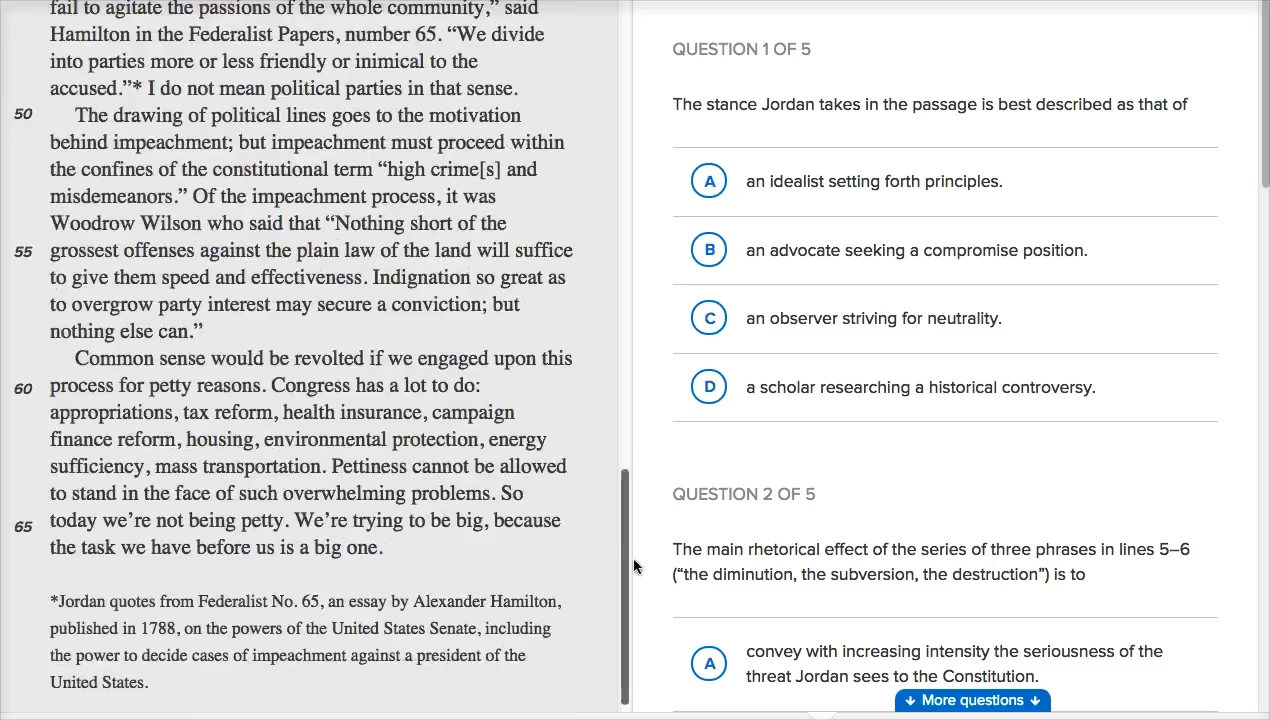 fail to agitate the passions of the whole community,” said
Hamilton in the Federalist Papers, number 65. “We divide
into parties more or less friendly or inimical to the
accused.”* I do not mean political parties in that sense.
50 The drawing of political lines goes to the motivation
behind impeachment; but impeachment must proceed within
the confines of the constitutional term “high crime[s] and
misdemeanors.” Of the impeachment process, it was
Woodrow Wilson who said that “Nothing short of the
55 grossest offenses against the plain law of the land will suffice
to give them speed and effectiveness. Indignation so great as
to overgrow party interest may secure a conviction; but
nothing else can.”
Common sense would be revolted if we engaged upon this
60 process for petty reasons. Congress has a lot to do:
appropriations, tax reform, health insurance, campaign
finance reform, housing, environmental protection, energy
sufficiency, mass transportation. Pettiness cannot be allowed
to stand in the face of such overwhelming problems. So
65 today we’re not being petty. We’re trying to be big, because
the task we have before us is a big one.
*Jordan quotes from Federalist No. 65, an essay by Alexander Hamilton,
published in 1788, on the powers of the United States Senate, including
the power to decide cases of impeachment against a president of the
United States.
QUESTION 1 OF 5
The stance Jordan takes in the passage is best described as that of
A an idealist setting forth principles.
B an advocate seeking a compromise position.
C an observer striving for neutrality.
D a scholar researching a historical controversy.
QUESTION 2 OF 5
The main rhetorical effect of the series of three phrases in lines 5–6
(“the diminution, the subversion, the destruction”) is to
A convey with increasing intensity the seriousness of the
threat Jordan sees to the Constitution.
↓ More questions ↓